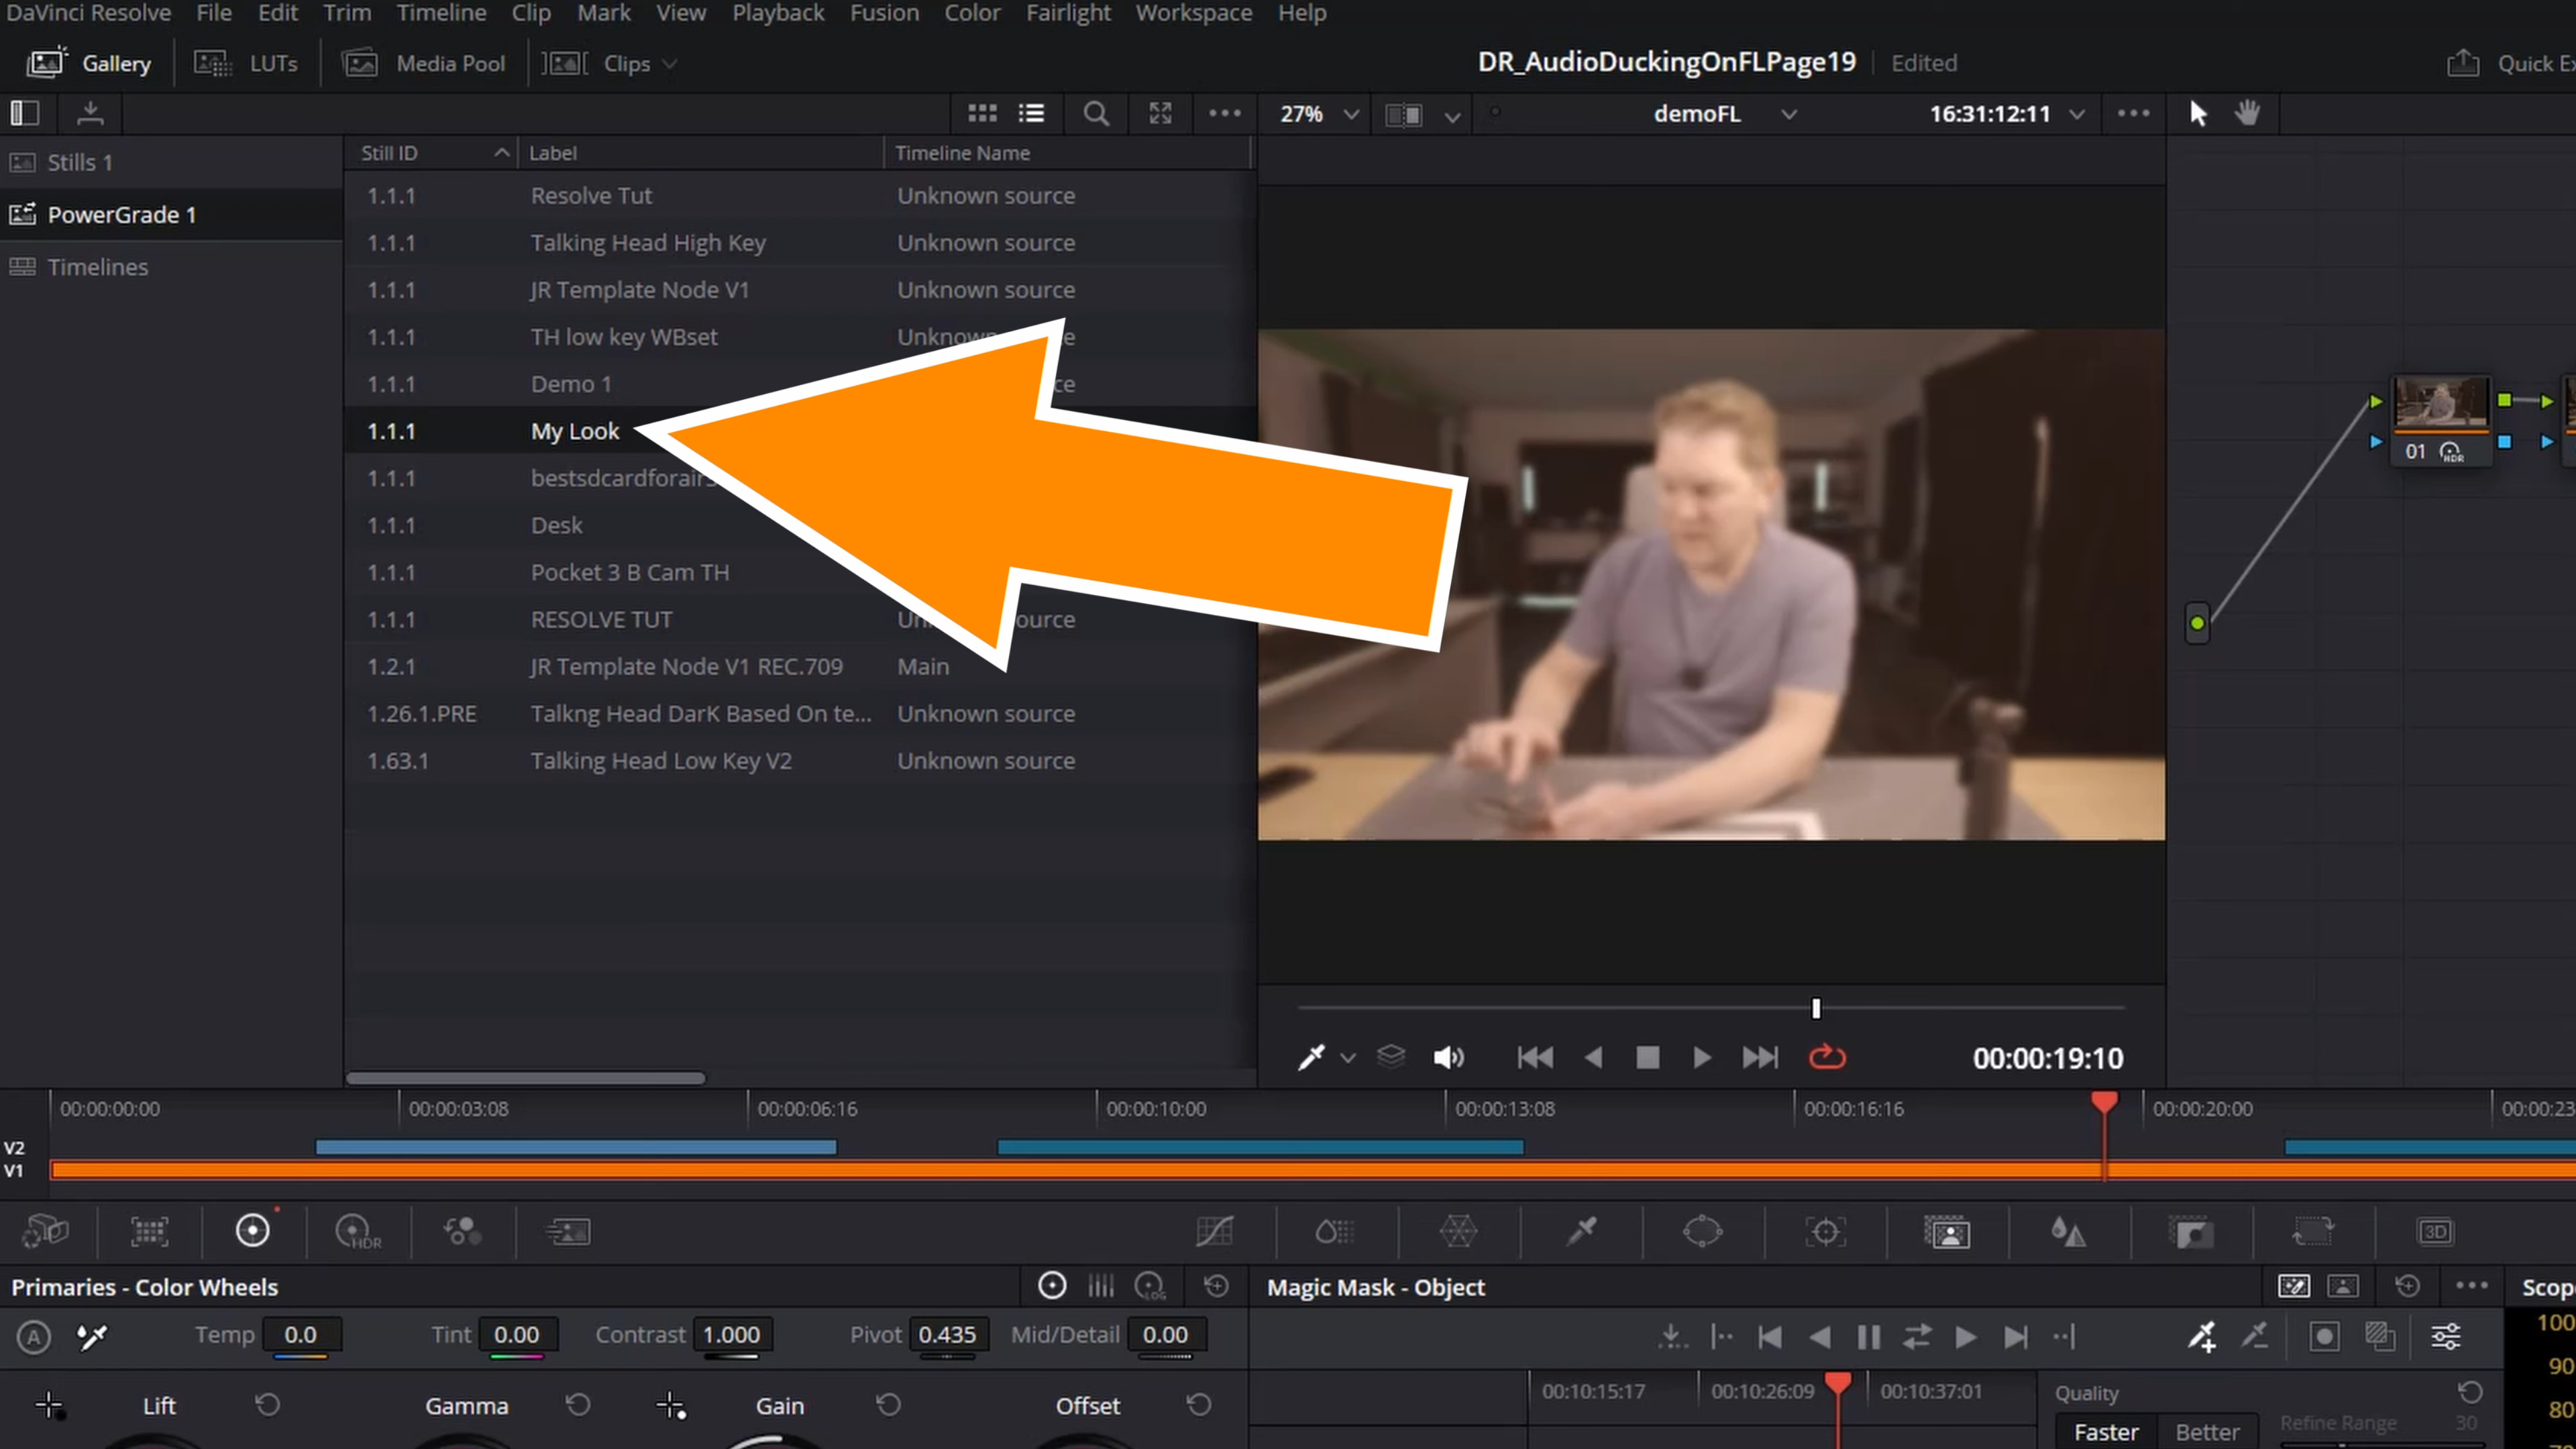 DaVinci Resolve File Edit Trim Timeline Clip Mark View Playback Fusion Color Fairlight Workspace Help
Gallery LUTs Media Pool Clips DR_AudioDuckingOnFLPage19 Edited Quick
27% demoFL 16:31:12:11
Stills 1
PowerGrade 1
Timelines
Still ID Label Timeline Name
1.1.1 Resolve Tut Unknown source
1.1.1 Talking Head High Key Unknown source
1.1.1 JR Template Node V1 Unknown source
1.1.1 TH low key WBset
1.1.1 Demo 1
1.1.1 My Look
1.1.1
1.1.1 Desk
1.1.1 Pocket 3 B Cam TH
1.1.1 RESOLVE TUT
1.2.1 JR Template Node V1 REC.709 Main
1.26.1.PRE Talkng Head DarK Based On te... Unknown source
1.63.1 Talking Head Low Key V2 Unknown source
01 HDR
00:00:19:10
00:00:00:00 00:00:03:08 00:00:06:16 00:00:10:00 00:00:13:08 00:00:16:16 00:00:20:00 00:00:23
V2
V1
HDR 3D
Primaries - Color Wheels LOG Magic Mask - Object
A Temp 0.0 Tint 0.00 Contrast 1.000 Pivot 0.435 Mid/Detail 0.00 100
90
00:10:15:17 00:10:26:09 00:10:37:01 Quality
Lift Gamma Gain Offset 80
Refine Range 30
Faster Better